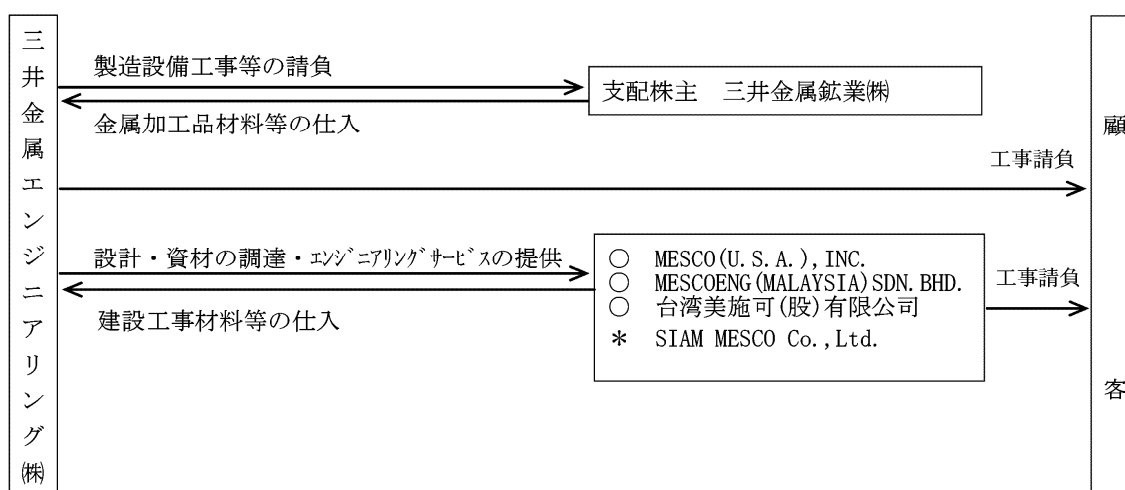 三井金属エンジニアリング㈱
製造設備工事等の請負
支配株主　三井金属鉱業㈱
金属加工品材料等の仕入
工事請負
設計・資材の調達・ｴﾝｼﾞﾆｱﾘﾝｸﾞｻｰﾋﾞｽの提供
○ MESCO(U.S.A.),INC.
○ MESCOENG(MALAYSIA)SDN.BHD.
○ 台湾美施可(股)有限公司
＊ SIAM MESCO Co.,Ltd.
工事請負
建設工事材料等の仕入
顧客